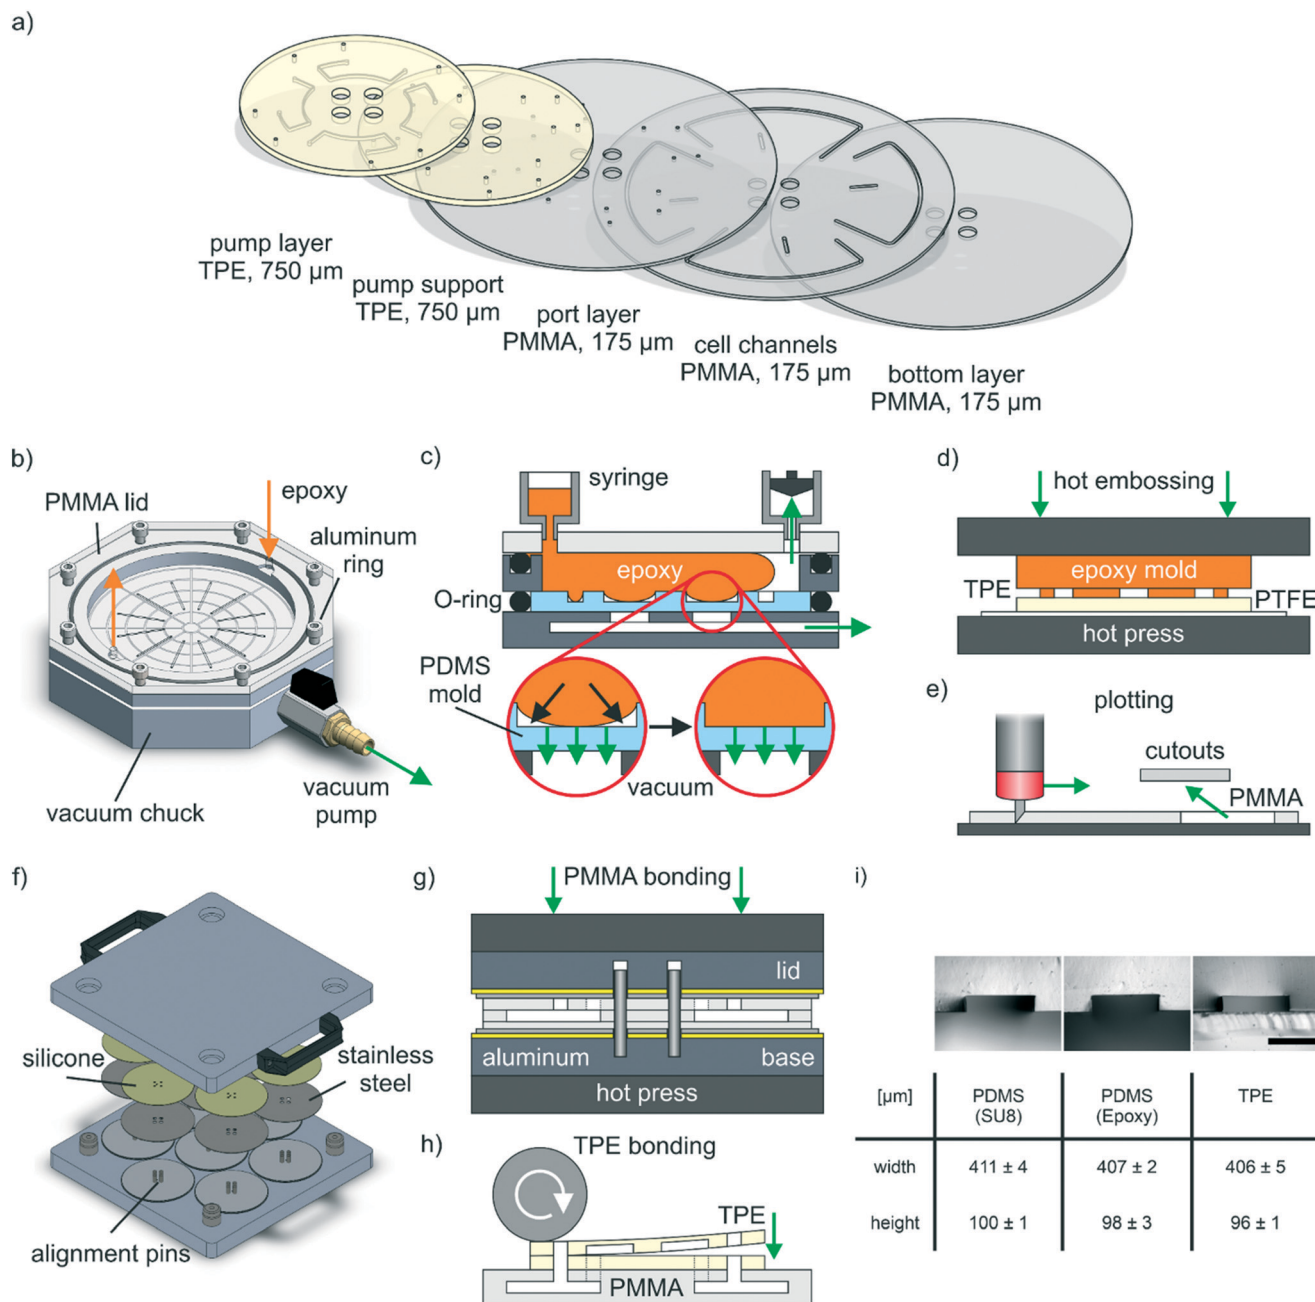 a)
pump layer
TPE, 750 µm
pump support
TPE, 750 µm
port layer
PMMA, 175 µm
cell channels
PMMA, 175 µm
bottom layer
PMMA, 175 µm
b)
PMMA lid
epoxy
aluminum
ring
vacuum chuck
vacuum
pump
c)
syringe
epoxy
O-ring
PDMS
mold
vacuum
d)
hot embossing
epoxy mold
TPE
PTFE
hot press
e)
plotting
cutouts
PMMA
f)
silicone
stainless
steel
alignment pins
g)
PMMA bonding
lid
aluminum
base
hot press
h)
TPE bonding
TPE
PMMA
i)
[µm] PDMS (SU8) PDMS (Epoxy) TPE
width 411 ± 4 407 ± 2 406 ± 5
height 100 ± 1 98 ± 3 96 ± 1